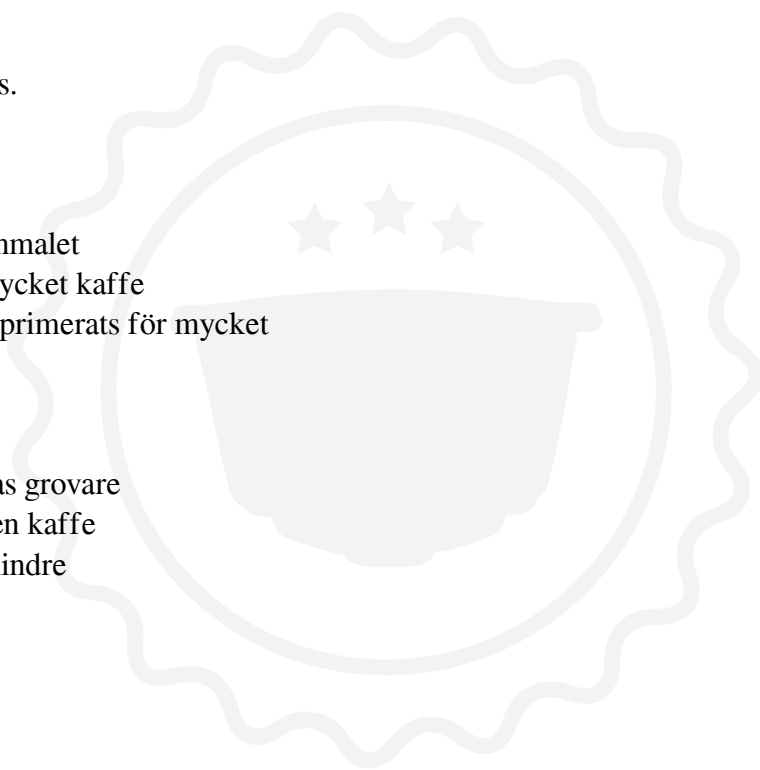 s.
nmalet
ycket kaffe
primerats för mycket
as grovare
en kaffe
indre